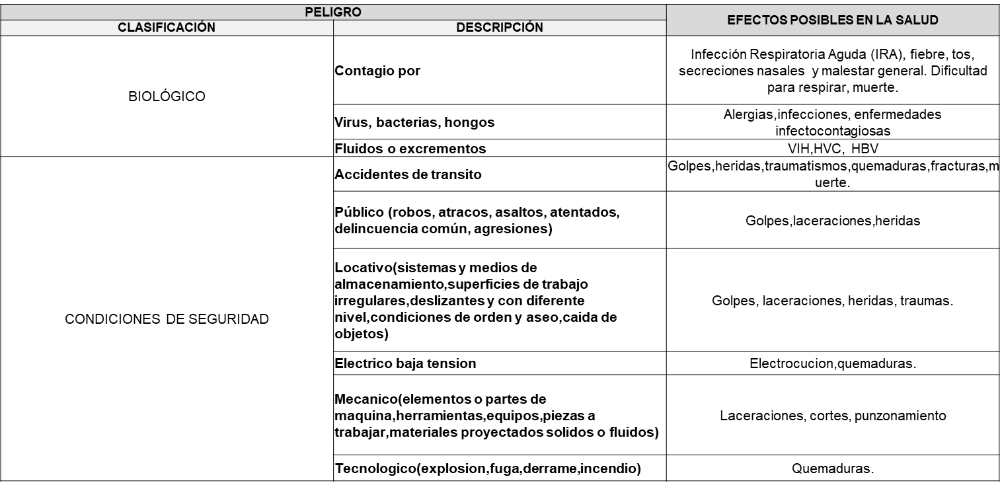 PELIGRO
EFECTOS POSIBLES EN LA SALUD
CLASIFICACIÓN
DESCRIPCIÓN
BIOLÓGICO
Contagio por
Infección Respiratoria Aguda (IRA), fiebre, tos,
secreciones nasales y malestar general. Dificultad
para respirar, muerte.
Virus, bacterias, hongos
Alergias,infecciones, enfermedades
infectocontagiosas
Fluidos o excrementos
VIH,HVC, HBV
CONDICIONES DE SEGURIDAD
Accidentes de transito
Golpes,heridas,traumatismos,quemaduras,fracturas,m
uerte.
Público (robos, atracos, asaltos, atentados,
delincuencia común, agresiones)
Golpes,laceraciones,heridas
Locativo(sistemas y medios de
almacenamiento,superficies de trabajo
irregulares,deslizantes y con diferente
nivel,condiciones de orden y aseo,caida de
objetos)
Golpes, laceraciones, heridas, traumas.
Electrico baja tension
Electrocucion,quemaduras.
Mecanico(elementos o partes de
maquina,herramientas,equipos,piezas a
trabajar,materiales proyectados solidos o fluidos)
Laceraciones, cortes, punzonamiento
Tecnologico(explosion,fuga,derrame,incendio)
Quemaduras.